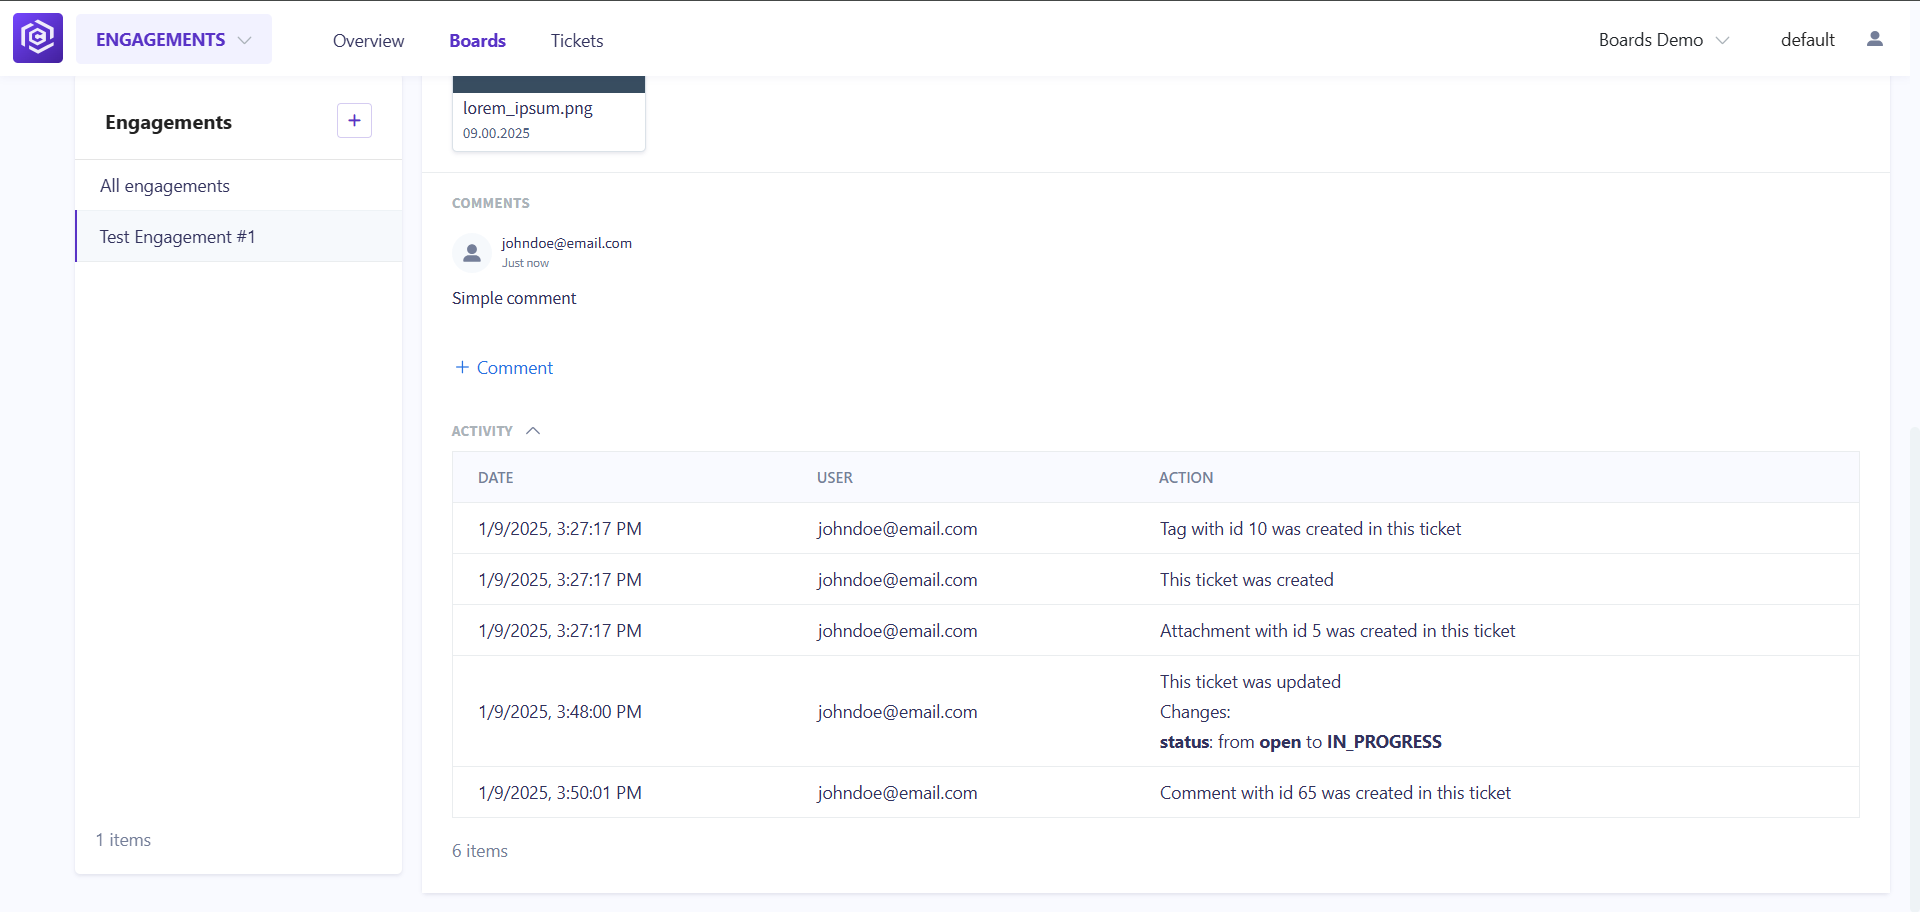 ENGAGEMENTS
Overview
Boards
Tickets
Boards Demo
default
Engagements
+
All engagements
Test Engagement #1
1 items
lorem_ipsum.png
09.00.2025
COMMENTS
johndoe@email.com
Just now
Simple comment
+ Comment
ACTIVITY
DATE USER ACTION
1/9/2025, 3:27:17 PM johndoe@email.com Tag with id 10 was created in this ticket
1/9/2025, 3:27:17 PM johndoe@email.com This ticket was created
1/9/2025, 3:27:17 PM johndoe@email.com Attachment with id 5 was created in this ticket
1/9/2025, 3:48:00 PM johndoe@email.com This ticket was updated
Changes:
status: from open to IN_PROGRESS
1/9/2025, 3:50:01 PM johndoe@email.com Comment with id 65 was created in this ticket
6 items